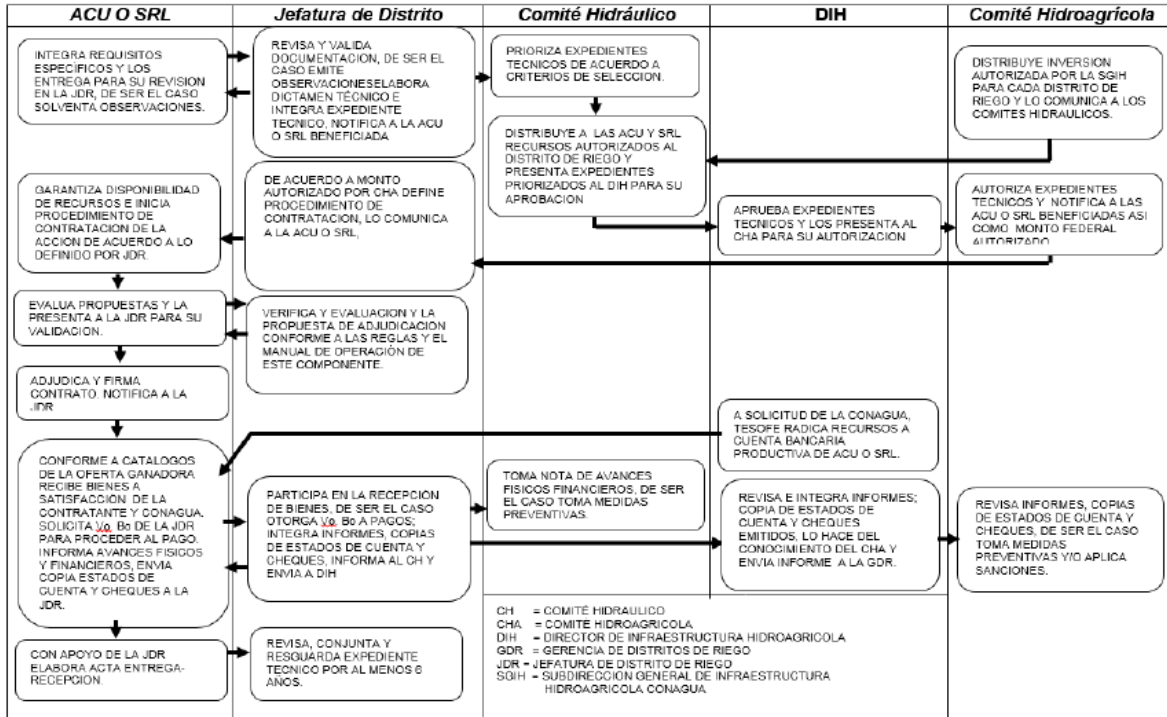 ACU O SRL
Jefatura de Distrito
Comité Hidráulico
DIH
Comité Hidroagrícola
INTEGRA REQUISITOS
ESPECÍFICOS Y LOS
ENTREGA PARA SU REVISION
EN LA JDR, DE SER EL CASO
SOLVENTA OBSERVACIONES.
REVISA Y VALIDA
DOCUMENTACION, DE SER EL
CASO EMITE
OBSERVACIONESELABORA
DICTAMEN TÉCNICO E
INTEGRA EXPEDIENTE
TECNICO, NOTIFICA A LA ACU
O SRL BENEFICIADA
PRIORIZA EXPEDIENTES
TECNICOS DE ACUERDO A
CRITERIOS DE SELECCION.
DISTRIBUYE INVERSION
AUTORIZADA POR LA SGIH
PARA CADA DISTRITO DE
RIEGO Y LO COMUNICA A LOS
COMITES HIDRAULICOS.
DISTRIBUYE A LAS ACU Y SRL
RECURSOS AUTORIZADOS AL
DISTRITO DE RIEGO Y
PRESENTA EXPEDIENTES
PRIORIZADOS AL DIH PARA SU
APROBACION
GARANTIZA DISPONIBILIDAD
DE RECURSOS E INICIA
PROCEDIMIENTO DE
CONTRATACION DE LA
ACCION DE ACUERDO A LO
DEFINIDO POR JDR.
DE ACUERDO A MONTO
AUTORIZADO POR CHA DEFINE
PROCEDIMIENTO DE
CONTRATACION, LO COMUNICA
A LA ACU O SRL,
APRUEBA EXPEDIENTES
TECNICOS Y LOS PRESENTA AL
CHA PARA SU AUTORIZACION
AUTORIZA EXPEDIENTES
TECNICOS Y NOTIFICA A LAS
ACU O SRL BENEFICIADAS ASI
COMO MONTO FEDERAL
AUTORIZADO
EVALUA PROPUESTAS Y LA
PRESENTA A LA JDR PARA SU
VALIDACION.
VERIFICA Y EVALUACION Y LA
PROPUESTA DE ADJUDICACION
CONFORME A LAS REGLAS Y EL
MANUAL DE OPERACIÓN DE
ESTE COMPONENTE.
ADJUDICA Y FIRMA
CONTRATO. NOTIFICA A LA
JDR
A SOLICITUD DE LA CONAGUA,
TESOFE RADICA RECURSOS A
CUENTA BANCARIA
PRODUCTIVA DE ACU O SRL.
CONFORME A CATALOGOS
DE LA OFERTA GANADORA
RECIBE BIENES A
SATISFACCION DE LA
CONTRATANTE Y CONAGUA.
SOLICITA Vo. Bo DE LA JDR
PARA PROCEDER AL PAGO.
INFORMA AVANCES FISICOS
Y FINANCIEROS, ENVIA
COPIA ESTADOS DE
CUENTA Y CHEQUES A LA
JDR.
PARTICIPA EN LA RECEPCIÓN
DE BIENES, DE SER EL CASO
OTORGA Vo. Bo A PAGOS;
INTEGRA INFORMES, COPIAS
DE ESTADOS DE CUENTA Y
CHEQUES, INFORMA AL CH Y
ENVIA A DIH
TOMA NOTA DE AVANCES
FISICOS FINANCIEROS, DE SER
EL CASO TOMA MEDIDAS
PREVENTIVAS.
REVISA E INTEGRA INFORMES;
COPIA DE ESTADOS DE
CUENTA Y CHEQUES
EMITIDOS, LO HACE DEL
CONOCIMIENTO DEL CHA Y
ENVIA INFORME A LA GDR.
REVISA INFORMES, COPIAS
DE ESTADOS DE CUENTA Y
CHEQUES, DE SER EL CASO
TOMA MEDIDAS
PREVENTIVAS Y/O APLICA
SANCIONES.
CON APOYO DE LA JDR
ELABORA ACTA ENTREGA-
RECEPCION.
REVISA, CONJUNTA Y
RESGUARDA EXPEDIENTE
TECNICO POR AL MENOS 6
AÑOS.
CH = COMITÉ HIDRAULICO
CHA = COMITÉ HIDROAGRICOLA
DIH = DIRECTOR DE INFRAESTRUCTURA HIDROAGRICOLA
GDR = GERENCIA DE DISTRITOS DE RIEGO
JDR = JEFATURA DE DISTRITO DE RIEGO
SGIH = SUBDIRECCION GENERAL DE INFRAESTRUCTURA
HIDROAGRICOLA CONAGUA